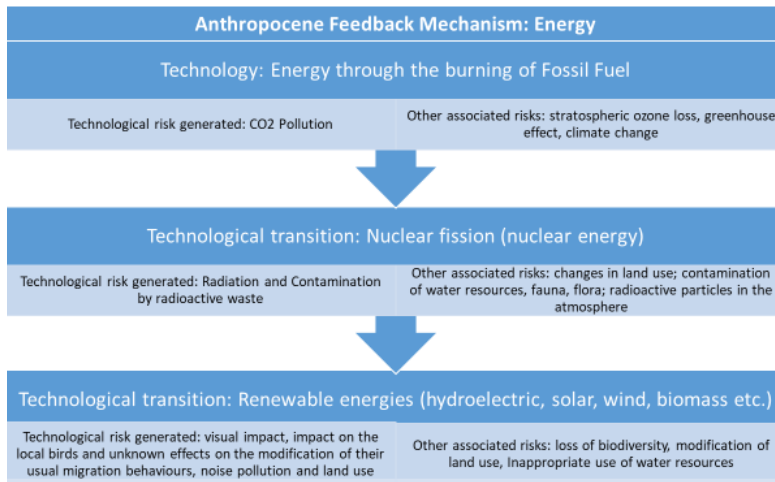 Anthropocene Feedback Mechanism: Energy
Technology: Energy through the burning of Fossil Fuel
Technological risk generated: CO2 Pollution
Other associated risks: stratospheric ozone loss, greenhouse
effect, climate change
Technological transition: Nuclear fission (nuclear energy)
Technological risk generated: Radiation and Contamination
by radioactive waste
Other associated risks: changes in land use; contamination
of water resources, fauna, flora; radioactive particles in the
atmosphere
Technological transition: Renewable energies (hydroelectric, solar, wind, biomass etc.)
Technological risk generated: visual impact, impact on the
local birds and unknown effects on the modification of their
usual migration behaviours, noise pollution and land use
Other associated risks: loss of biodiversity, modification of
land use, Inappropriate use of water resources